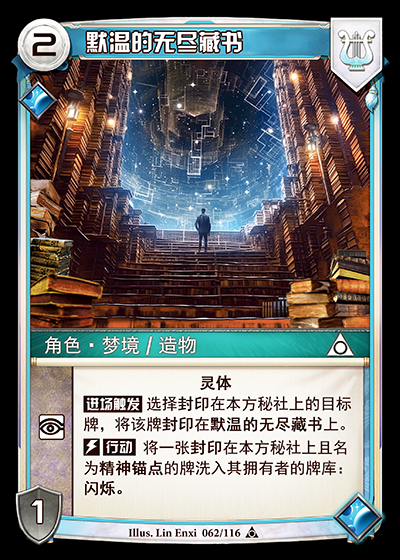 2
默温的无尽藏书
角色・梦境 / 造物
灵体
进场触发 选择封印在本方秘社上的目标
牌，将该牌封印在默温的无尽藏书上。
行动 将一张封印在本方秘社上且名
为精神锚点的牌洗入其拥有者的牌库：
闪烁。
1
Illus. Lin Enxi 062/116